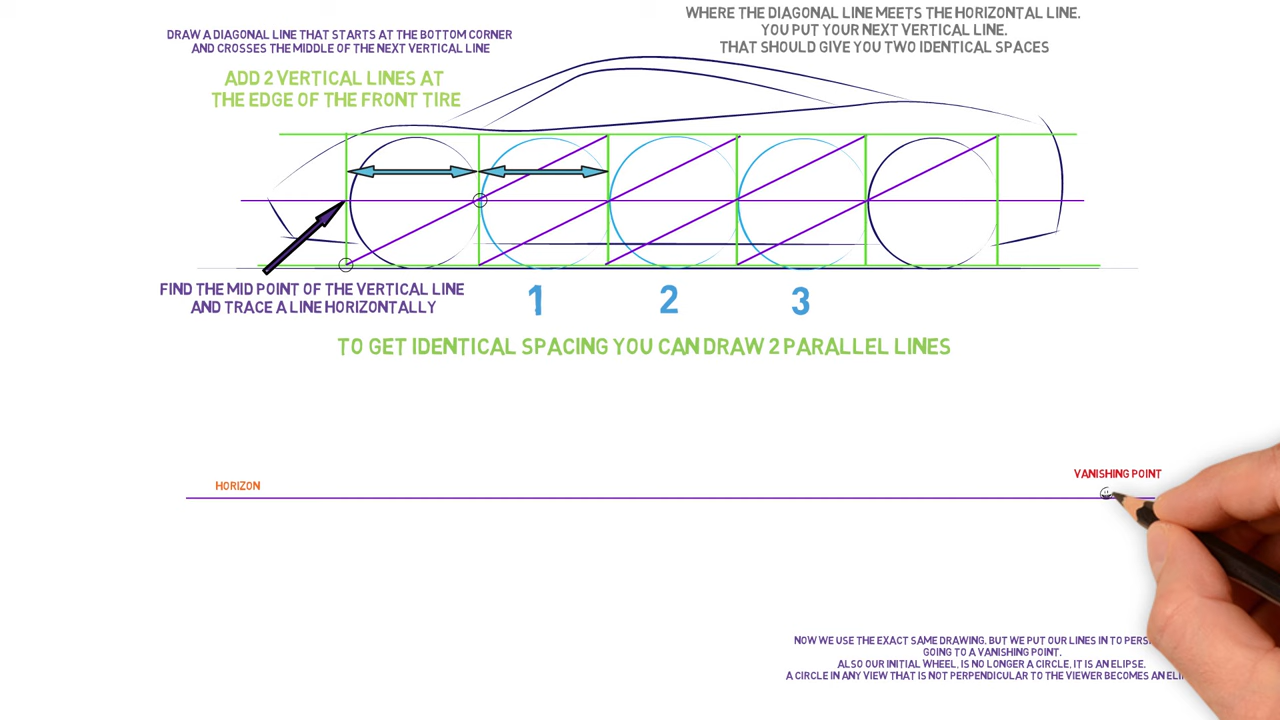 DRAW A DIAGONAL LINE THAT STARTS AT THE BOTTOM CORNER
AND CROSSES THE MIDDLE OF THE NEXT VERTICAL LINE
WHERE THE DIAGONAL LINE MEETS THE HORIZONTAL LINE,
YOU PUT YOUR NEXT VERTICAL LINE.
THAT SHOULD GIVE YOU TWO IDENTICAL SPACES
ADD 2 VERTICAL LINES AT
THE EDGE OF THE FRONT TIRE
FIND THE MID POINT OF THE VERTICAL LINE
AND TRACE A LINE HORIZONTALLY
1 2 3
TO GET IDENTICAL SPACING YOU CAN DRAW 2 PARALLEL LINES
HORIZON
VANISHING POINT
NOW WE USE THE EXACT SAME DRAWING, BUT WE PUT OUR LINES IN TO
GOING TO A VANISHING POINT.
ALSO OUR INITIAL WHEEL, IS NO LONGER A CIRCLE, IT IS AN ELIPSE.
A CIRCLE IN ANY VIEW THAT IS NOT PERPENDICULAR TO THE VIEWER BECOMES AN